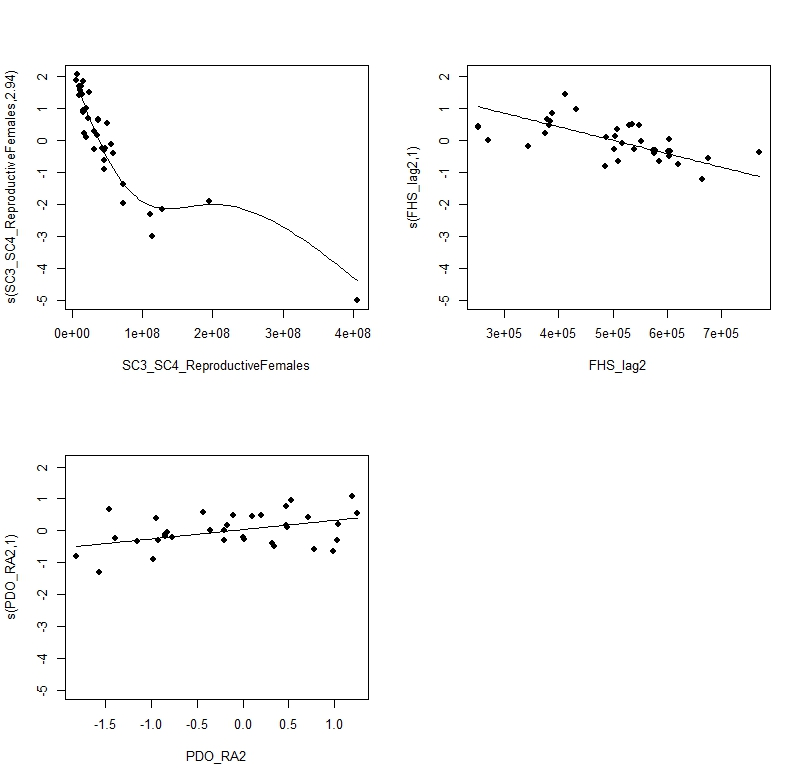 s(SC3_SC4_ReproductiveFemales,2.94)
2
1
0
-1
-2
-3
-4
-5
0e+00 1e+08 2e+08 3e+08 4e+08
SC3_SC4_ReproductiveFemales
s(FHS_lag2,1)
2
1
0
-1
-2
-3
-4
-5
3e+05 4e+05 5e+05 6e+05 7e+05
FHS_lag2
s(PDO_RA2,1)
2
1
0
-1
-2
-3
-4
-5
-1.5 -1.0 -0.5 0.0 0.5 1.0
PDO_RA2